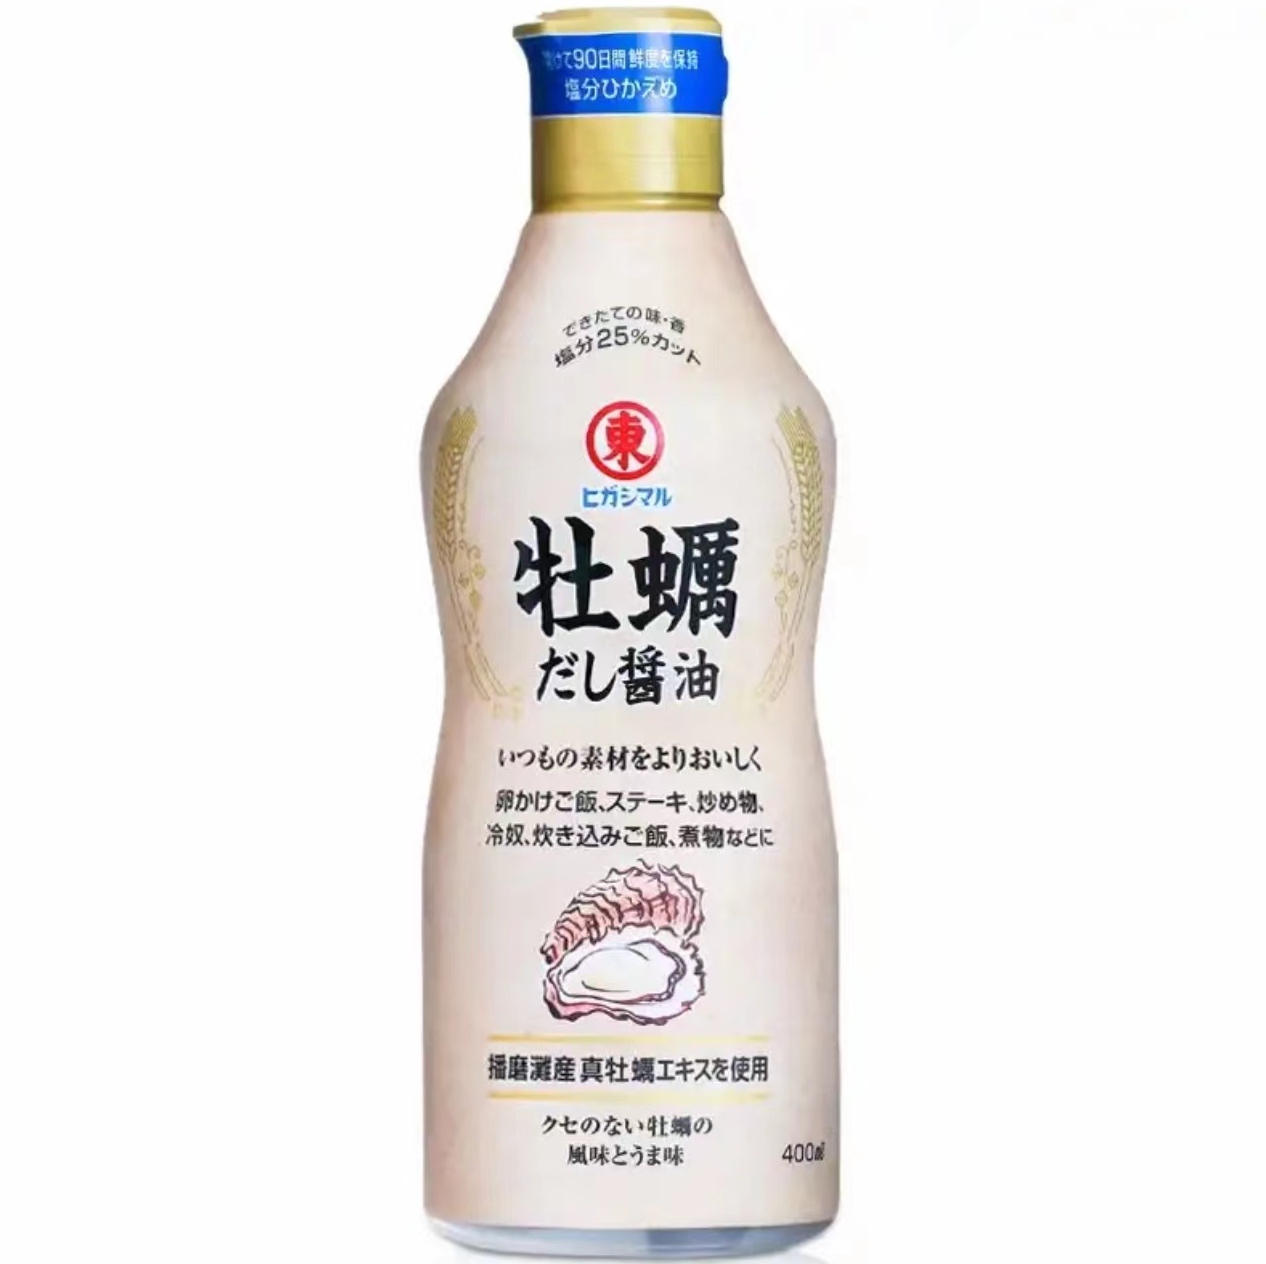 けて90日間鮮度を保持
塩分ひかえめ
できたての味・香
塩分25%カット
東
ヒガシマル
牡蠣
だし醤油
いつもの素材をよりおいしく
卵かけご飯、ステーキ、炒め物、
冷奴、炊き込みご飯、煮物などに
播磨灘産真牡蠣エキスを使用
クセのない牡蠣の
風味とうま味
400ml